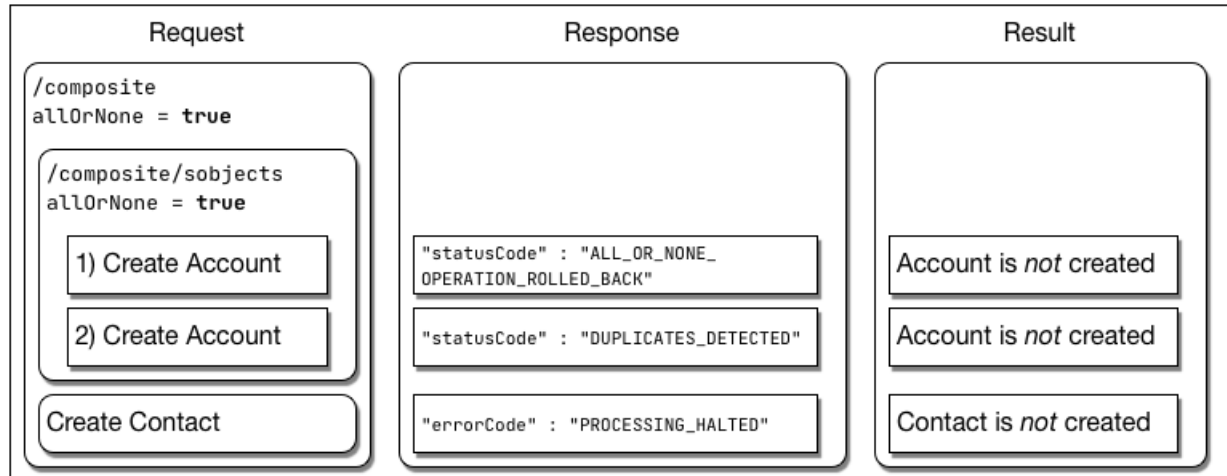 Request
/composite
allOrNone = true
/composite/sobjects
allOrNone = true
1) Create Account
2) Create Account
Create Contact
Response
"statusCode" : "ALL_OR_NONE_
OPERATION_ROLLED_BACK"
"statusCode" : "DUPLICATES_DETECTED"
"errorCode" : "PROCESSING_HALTED"
Result
Account is not created
Account is not created
Contact is not created